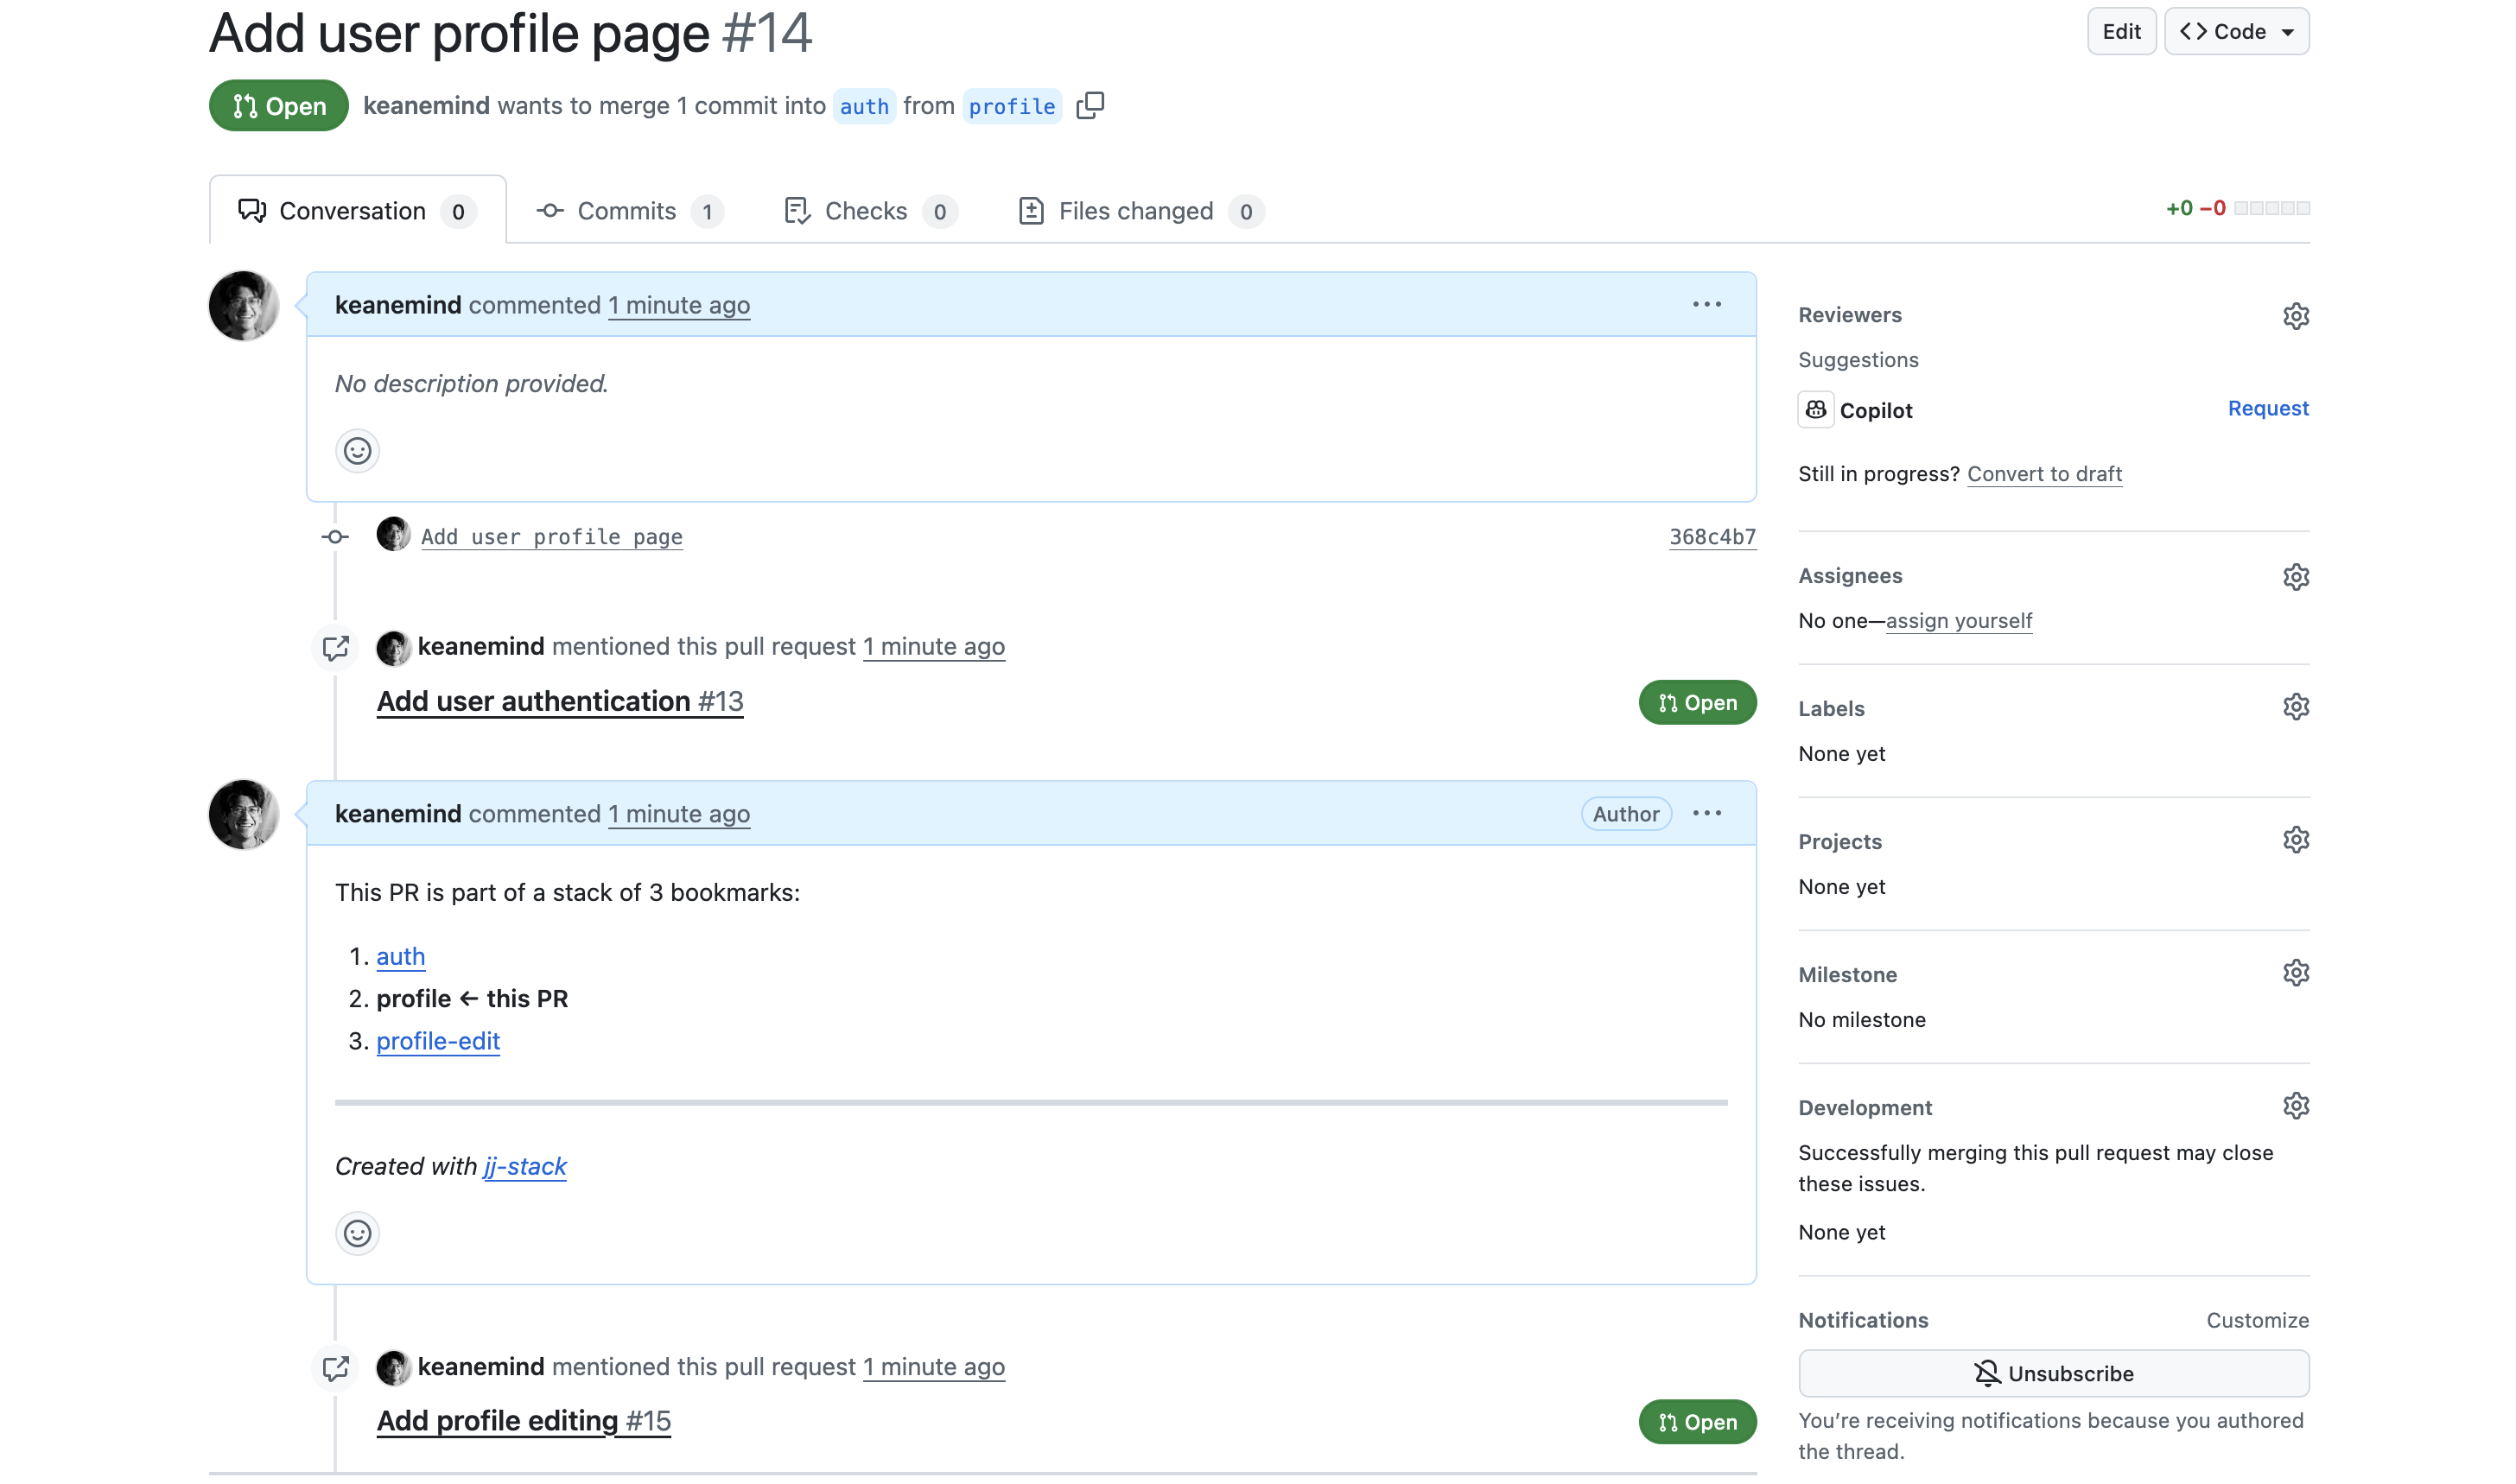 Add user profile page #14
Edit
Code
Open
keanemind wants to merge 1 commit into auth from profile
Conversation 0
Commits 1
Checks 0
Files changed 0
+0 −0
keanemind commented 1 minute ago
No description provided.
Add user profile page
368c4b7
keanemind mentioned this pull request 1 minute ago
Add user authentication #13
Open
keanemind commented 1 minute ago
Author
This PR is part of a stack of 3 bookmarks:
1. auth
2. profile ← this PR
3. profile-edit
Created with jj-stack
keanemind mentioned this pull request 1 minute ago
Add profile editing #15
Open
Reviewers
Suggestions
Copilot
Request
Still in progress? Convert to draft
Assignees
No one—assign yourself
Labels
None yet
Projects
None yet
Milestone
No milestone
Development
Successfully merging this pull request may close
these issues.
None yet
Notifications
Customize
Unsubscribe
You’re receiving notifications because you authored
the thread.